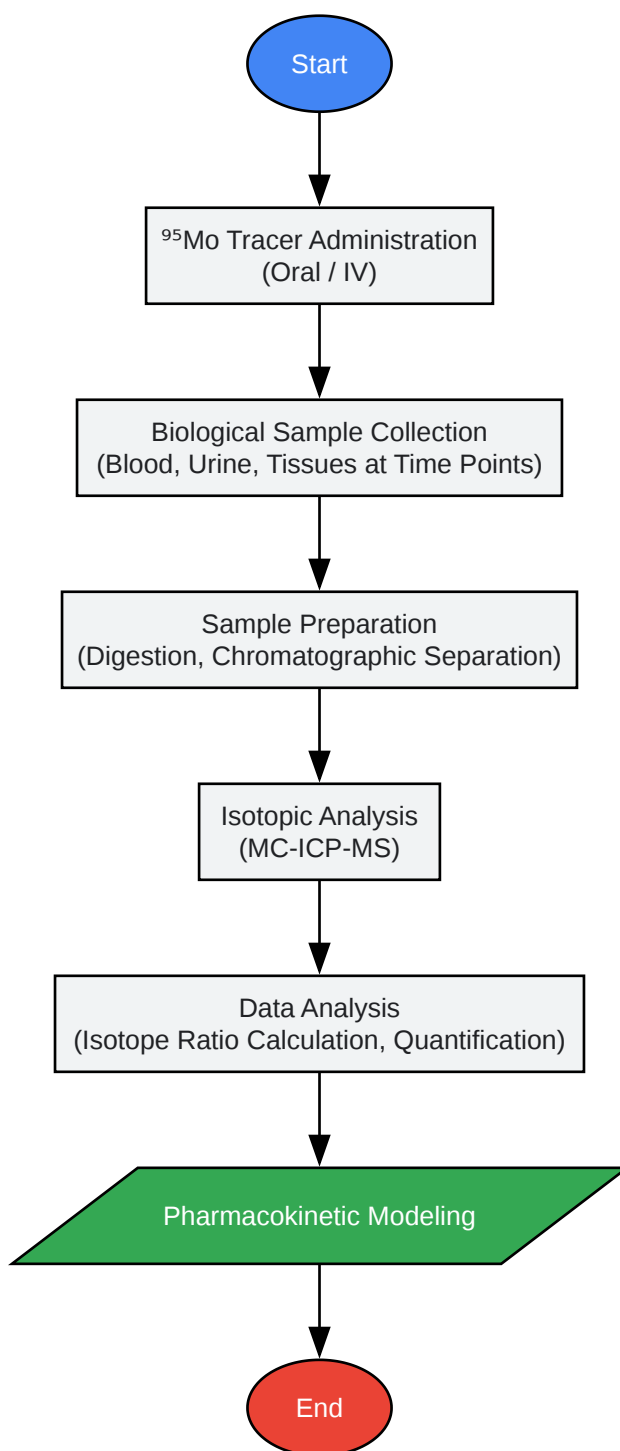 Start
⁹⁵Mo Tracer Administration
(Oral / IV)
Biological Sample Collection
(Blood, Urine, Tissues at Time Points)
Sample Preparation
(Digestion, Chromatographic Separation)
Isotopic Analysis
(MC-ICP-MS)
Data Analysis
(Isotope Ratio Calculation, Quantification)
Pharmacokinetic Modeling
End